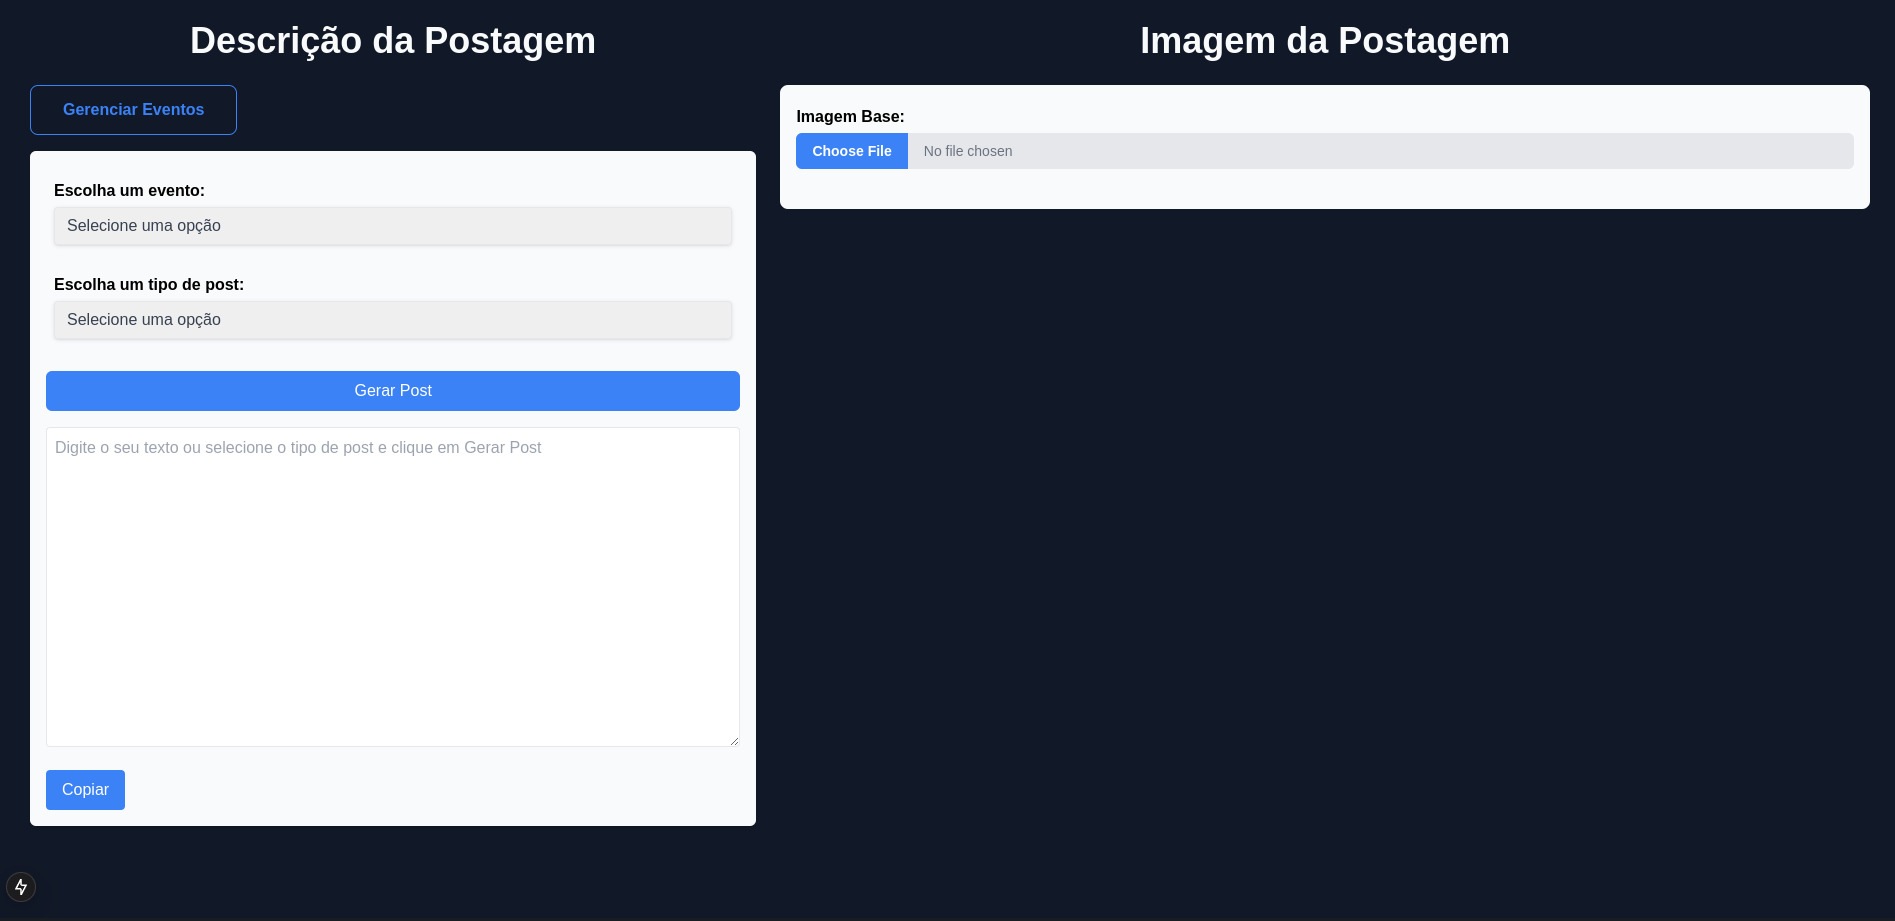 Descrição da Postagem
Gerenciar Eventos
Escolha um evento:
Selecione uma opção
Escolha um tipo de post:
Selecione uma opção
Gerar Post
Digite o seu texto ou selecione o tipo de post e clique em Gerar Post
Copiar
Imagem da Postagem
Imagem Base:
Choose File No file chosen